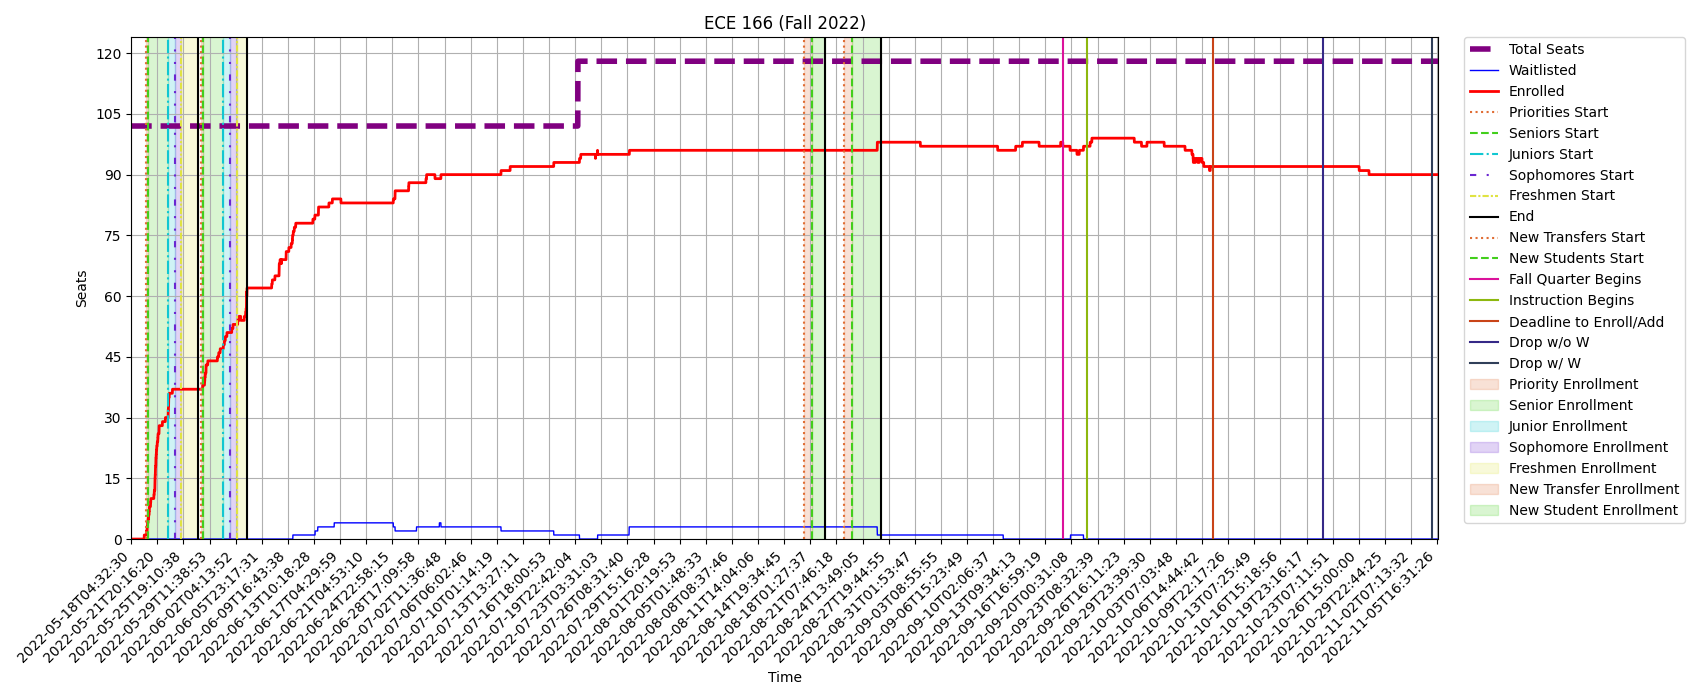 ECE 166 (Fall 2022)
120
105
90
75
60
45
30
15
0
Seats
2022-05-18T04:32:30
2022-05-21T20:16:20
2022-05-25T19:10:38
2022-05-29T11:38:53
2022-06-02T04:13:52
2022-06-05T23:17:31
2022-06-09T16:43:38
2022-06-13T10:18:28
2022-06-17T04:29:59
2022-06-21T04:53:10
2022-06-24T22:58:15
2022-06-28T17:09:58
2022-07-02T11:36:48
2022-07-06T06:02:46
2022-07-10T01:14:19
2022-07-13T13:27:11
2022-07-16T18:00:53
2022-07-19T22:42:04
2022-07-23T03:31:03
2022-07-26T08:31:40
2022-07-29T15:16:28
2022-08-01T20:19:53
2022-08-05T01:48:33
2022-08-08T08:37:46
2022-08-11T14:04:06
2022-08-14T19:34:45
2022-08-18T01:27:37
2022-08-21T07:46:18
2022-08-24T13:49:05
2022-08-27T19:44:55
2022-08-31T01:53:47
2022-09-03T08:55:55
2022-09-06T15:23:49
2022-09-10T02:06:37
2022-09-13T09:34:13
2022-09-16T16:59:19
2022-09-20T00:31:08
2022-09-23T08:32:39
2022-09-26T16:11:23
2022-09-29T23:39:30
2022-10-03T07:03:48
2022-10-06T14:44:42
2022-10-09T22:17:26
2022-10-13T07:25:49
2022-10-16T15:18:56
2022-10-19T23:16:17
2022-10-23T07:11:51
2022-10-26T15:00:00
2022-10-29T22:44:25
2022-11-02T07:13:32
2022-11-05T16:31:26
Time
Total Seats
Waitlisted
Enrolled
Priorities Start
Seniors Start
Juniors Start
Sophomores Start
Freshmen Start
End
New Transfers Start
New Students Start
Fall Quarter Begins
Instruction Begins
Deadline to Enroll/Add
Drop w/o W
Drop w/ W
Priority Enrollment
Senior Enrollment
Junior Enrollment
Sophomore Enrollment
Freshmen Enrollment
New Transfer Enrollment
New Student Enrollment